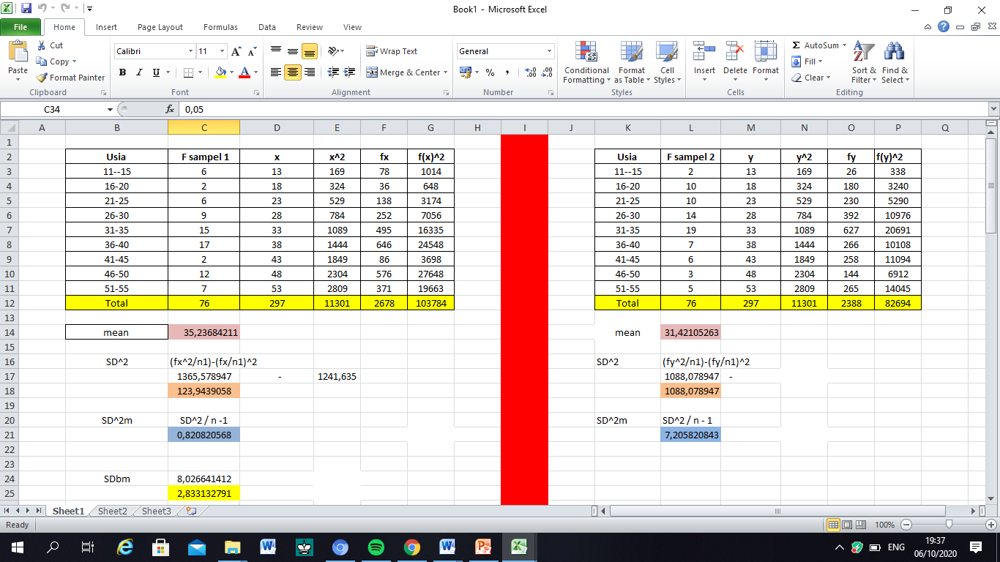 Book1 - Microsoft Excel
File Home Insert Page Layout Formulas Data Review View
Paste Cut Copy Format Painter Clipboard
Calibri 11 A A B I U A Font
Wrap Text Merge & Center Alignment
General % , Number
Conditional Formatting Format as Table Cell Styles Styles
Insert Delete Format Cells
Σ AutoSum Fill Clear Sort & Filter Find & Select Editing
C34 fx 0,05
A B C D E F G H I J K L M N O P Q
1
2 Usia F sampel 1 x x^2 fx f(x)^2 Usia F sampel 2 y y^2 fy f(y)^2
3 11--15 6 13 169 78 1014 11--15 2 13 169 26 338
4 16-20 2 18 324 36 648 16-20 10 18 324 180 3240
5 21-25 6 23 529 138 3174 21-25 10 23 529 230 5290
6 26-30 9 28 784 252 7056 26-30 14 28 784 392 10976
7 31-35 15 33 1089 495 16335 31-35 19 33 1089 627 20691
8 36-40 17 38 1444 646 24548 36-40 7 38 1444 266 10108
9 41-45 2 43 1849 86 3698 41-45 6 43 1849 258 11094
10 46-50 12 48 2304 576 27648 46-50 3 48 2304 144 6912
11 51-55 7 53 2809 371 19663 51-55 5 53 2809 265 14045
12 Total 76 297 11301 2678 103784 Total 76 297 11301 2388 82694
13
14 mean 35,23684211 mean 31,42105263
15
16 SD^2 (fx^2/n1)-(fx/n1)^2 SD^2 (fy^2/n1)-(fy/n1)^2
17 1365,578947 - 1241,635 1088,078947 -
18 123,9439058 1088,078947
19
20 SD^2m SD^2 / n -1 SD^2m SD^2 / n - 1
21 0,820820568 7,205820843
22
23
24 SDbm 8,026641412
25 2,833132791
Sheet1 Sheet2 Sheet3
Ready 100%
ENG 19:37
06/10/2020